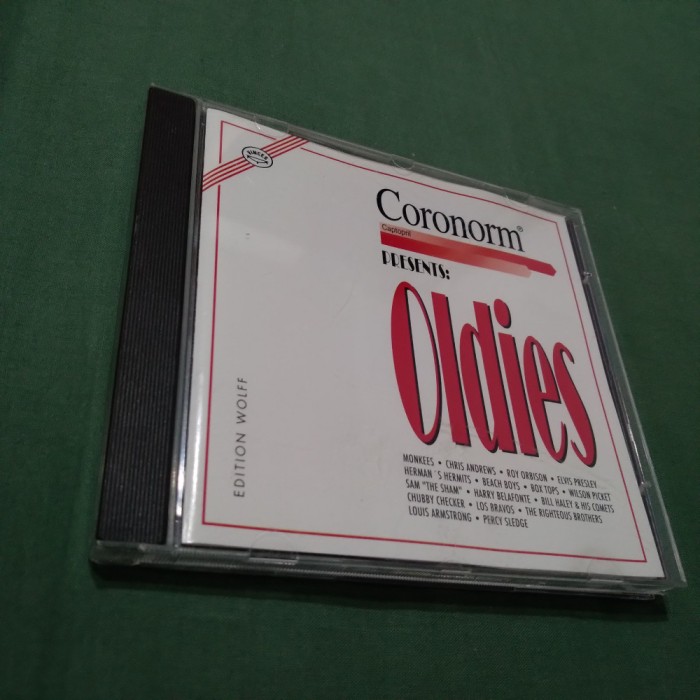 Coronorm®
Captopril
PRESENTS:
Oldies
MONKEES • CHRIS ANDREWS • ROY ORBISON • ELVIS PRESLEY
HERMAN´S HERMITS • BEACH BOYS • BOX TOPS • WILSON PICKET
SAM "THE SHAM" • HARRY BELAFONTE • BILL HALEY & HIS COMETS
CHUBBY CHECKER • LOS BRAVOS • THE RIGHTEOUS BROTHERS
LOUIS ARMSTRONG • PERCY SLEDGE
EDITION WOLFF